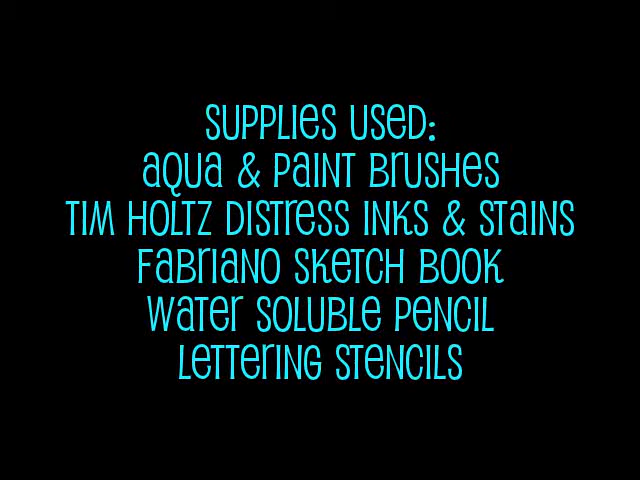 SUPPLIES USED:
AQUA & PAINT BRUSHES
TIM HOLTZ DISTRESS INKS & STAINS
FABRIANO SKETCH BOOK
WATER SOLUBLE PENCIL
LETTERING STENCILS